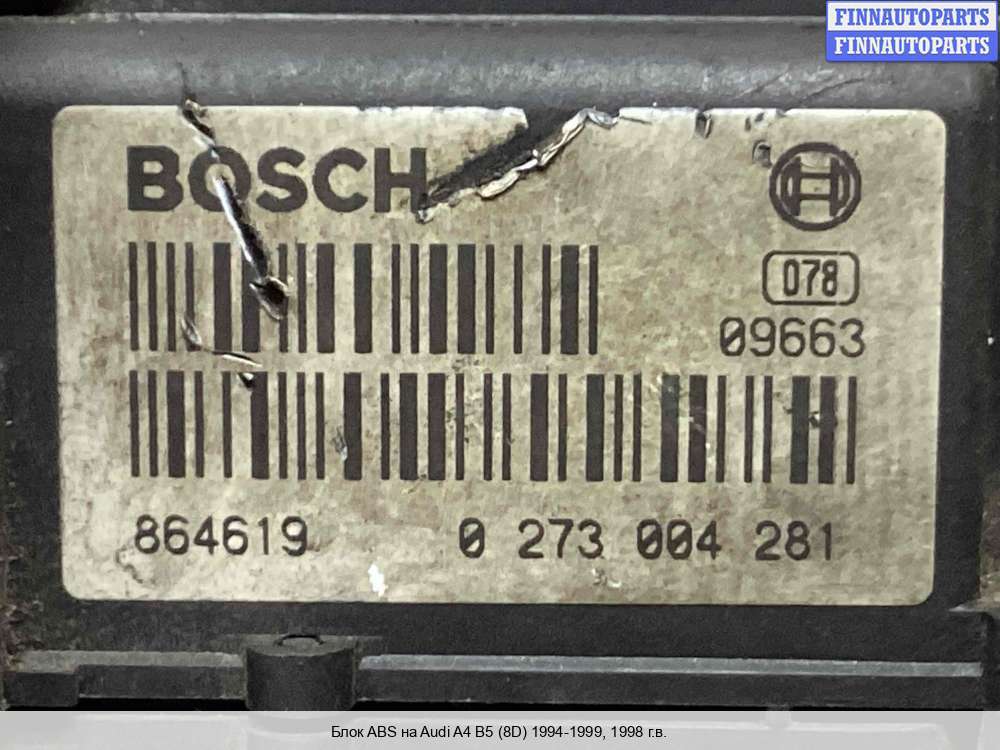 FINNAUTOPARTS
FINNAUTOPARTS
BOSCH
078
09663
864619 0 273 004 281
Блок ABS на Audi A4 B5 (8D) 1994-1999, 1998 г.в.